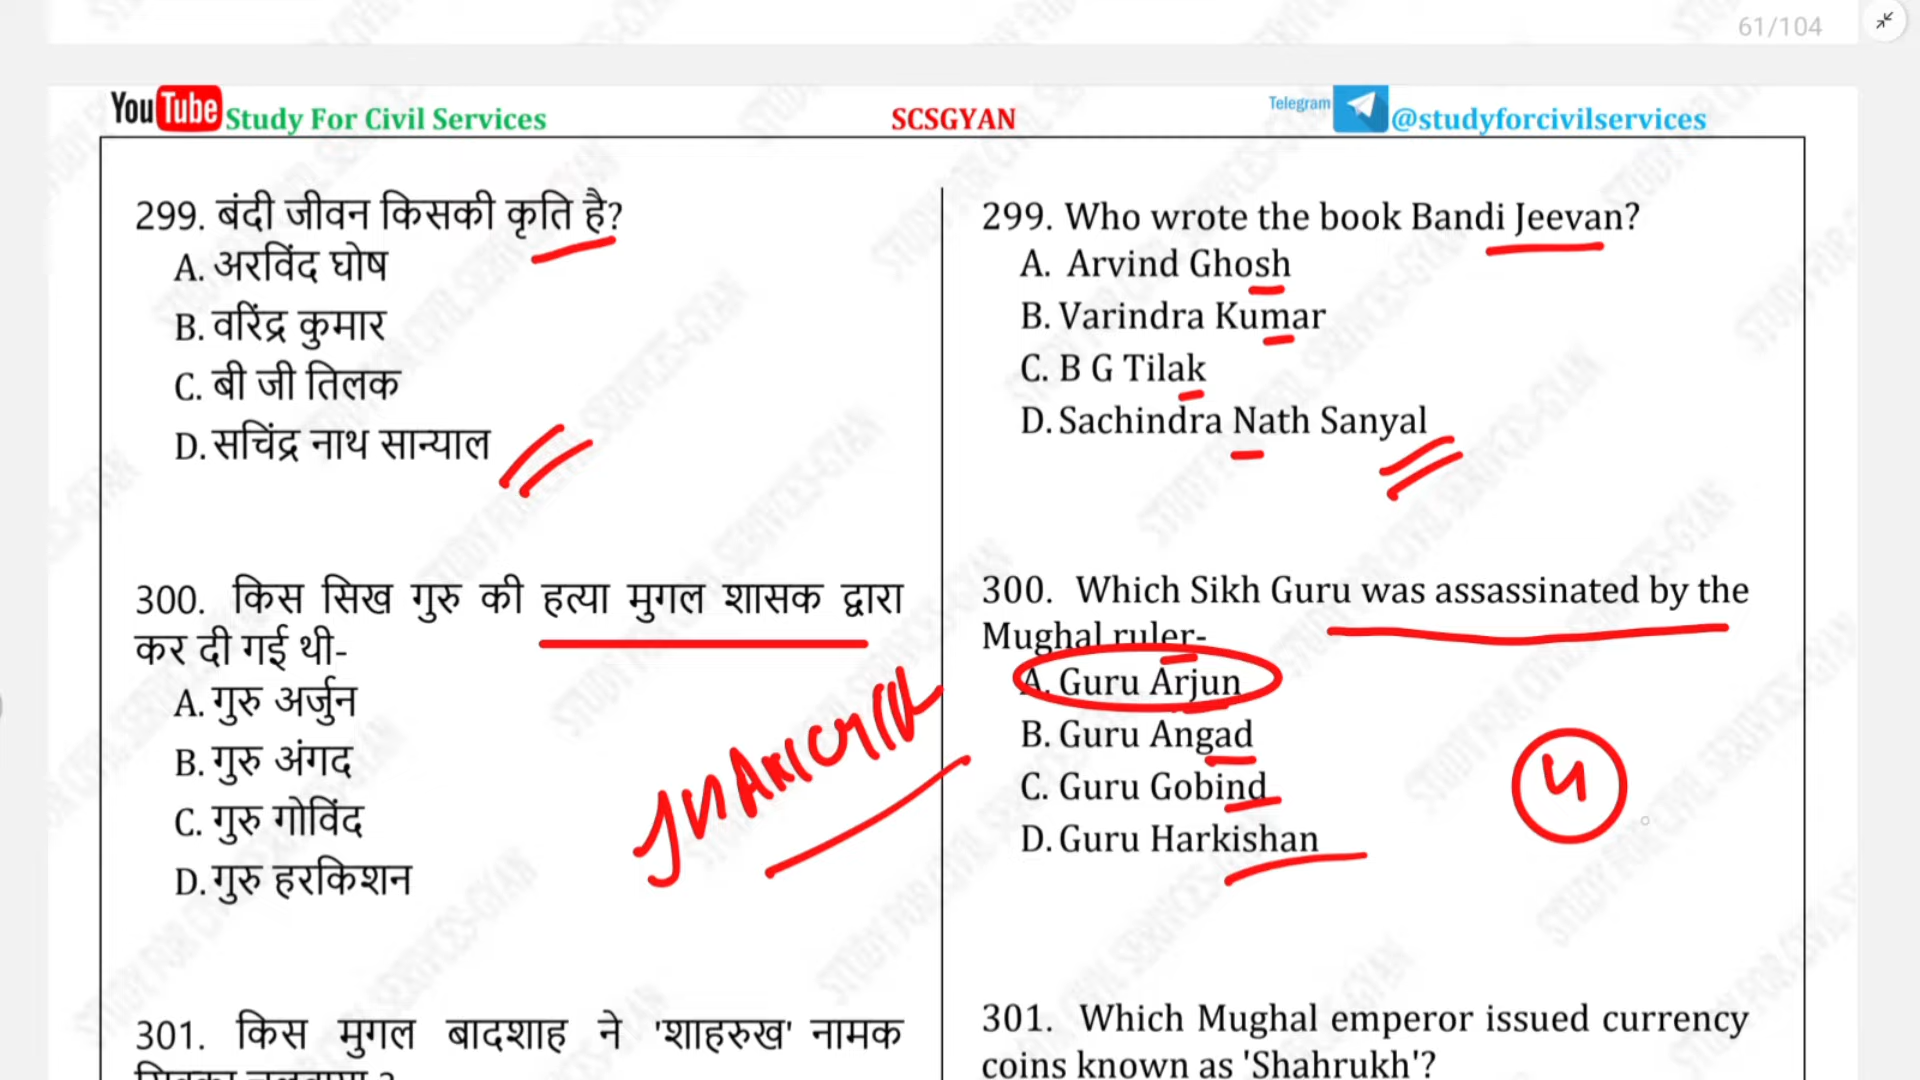 61/104
YouTube Study For Civil Services
SCSGYAN
Telegram @studyforcivilservices
299. बंदी जीवन किसकी कृति है?
A. अरविंद घोष
B. वरिंद्र कुमार
C. बी जी तिलक
D. सचिंद्र नाथ सान्याल
300. किस सिख गुरु की हत्या मुगल शासक द्वारा
कर दी गई थी-
A. गुरु अर्जुन
B. गुरु अंगद
C. गुरु गोविंद
D. गुरु हरकिशन
301. किस मुगल बादशाह ने 'शाहरुख' नामक
299. Who wrote the book Bandi Jeevan?
A. Arvind Ghosh
B. Varindra Kumar
C. B G Tilak
D. Sachindra Nath Sanyal
300. Which Sikh Guru was assassinated by the
Mughal ruler-
A. Guru Arjun
B. Guru Angad
C. Guru Gobind
D. Guru Harkishan
301. Which Mughal emperor issued currency
coins known as 'Shahrukh'?